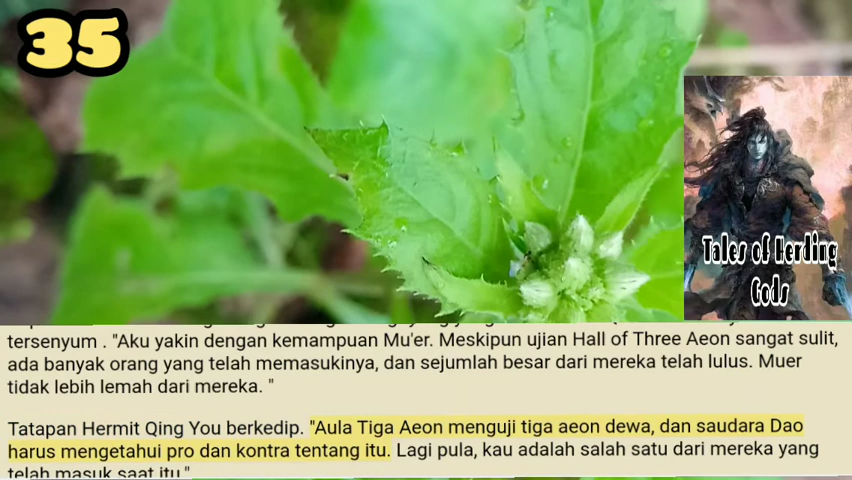 35
Tales of Herding
Gods
tersenyum . "Aku yakin dengan kemampuan Mu'er. Meskipun ujian Hall of Three Aeon sangat sulit,
ada banyak orang yang telah memasukinya, dan sejumlah besar dari mereka telah lulus. Muer
tidak lebih lemah dari mereka. "
Tatapan Hermit Qing You berkedip. "Aula Tiga Aeon menguji tiga aeon dewa, dan saudara Dao
harus mengetahui pro dan kontra tentang itu. Lagi pula, kau adalah salah satu dari mereka yang
telah masuk saat itu."